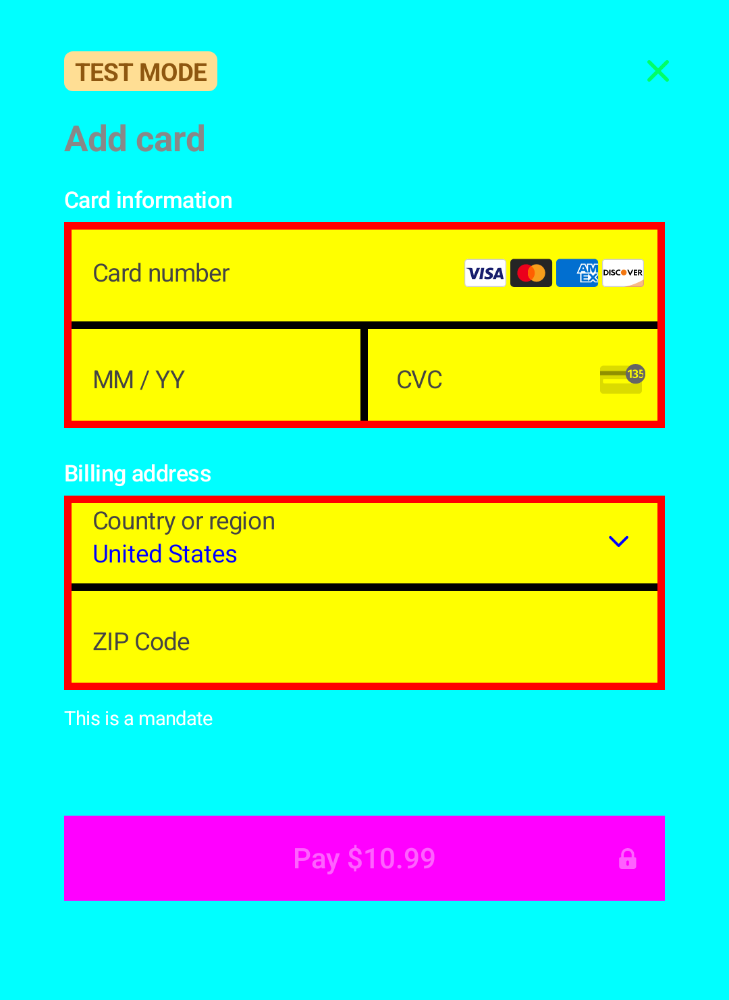 TEST MODE
Add card
Card information
Card number VISA AM EX DISCOVER
MM / YY CVC 135
Billing address
Country or region
United States
ZIP Code
This is a mandate
Pay $10.99